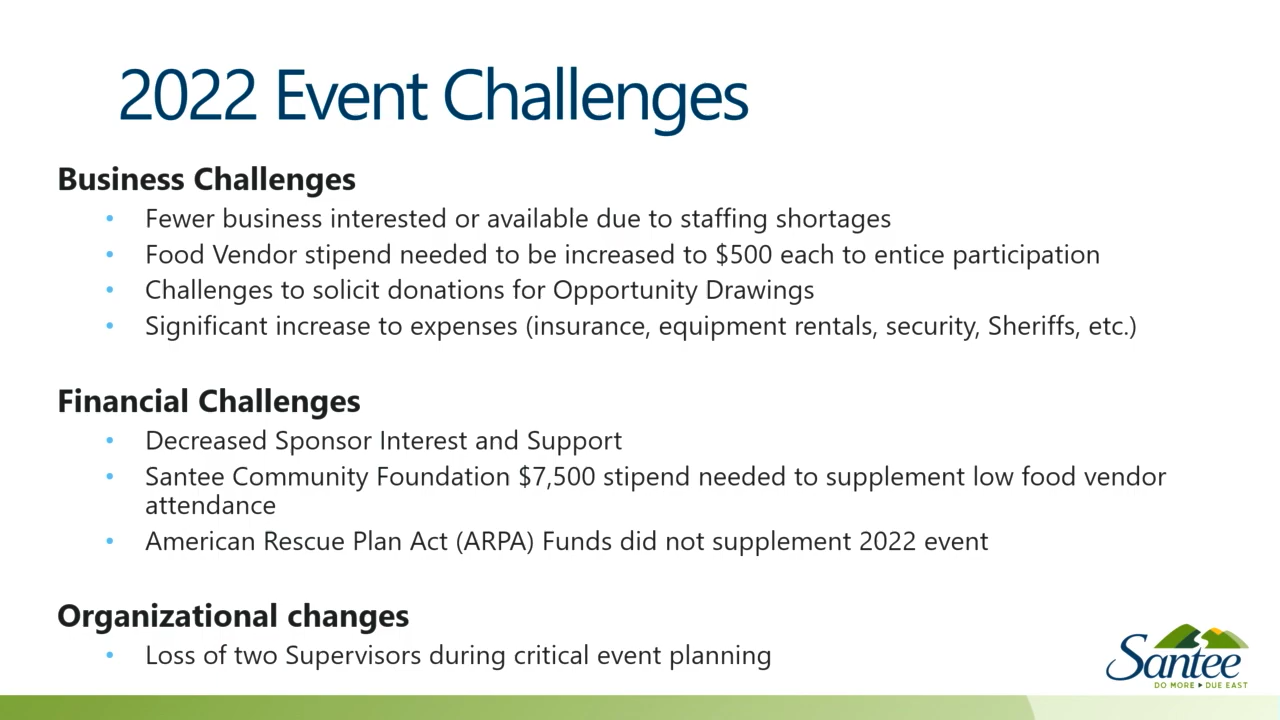 2022 Event Challenges
Business Challenges
• Fewer business interested or available due to staffing shortages
• Food Vendor stipend needed to be increased to $500 each to entice participation
• Challenges to solicit donations for Opportunity Drawings
• Significant increase to expenses (insurance, equipment rentals, security, Sheriffs, etc.)
Financial Challenges
• Decreased Sponsor Interest and Support
• Santee Community Foundation $7,500 stipend needed to supplement low food vendor
attendance
• American Rescue Plan Act (ARPA) Funds did not supplement 2022 event
Organizational changes
• Loss of two Supervisors during critical event planning
Santee
DO MORE ▸ DUE EAST